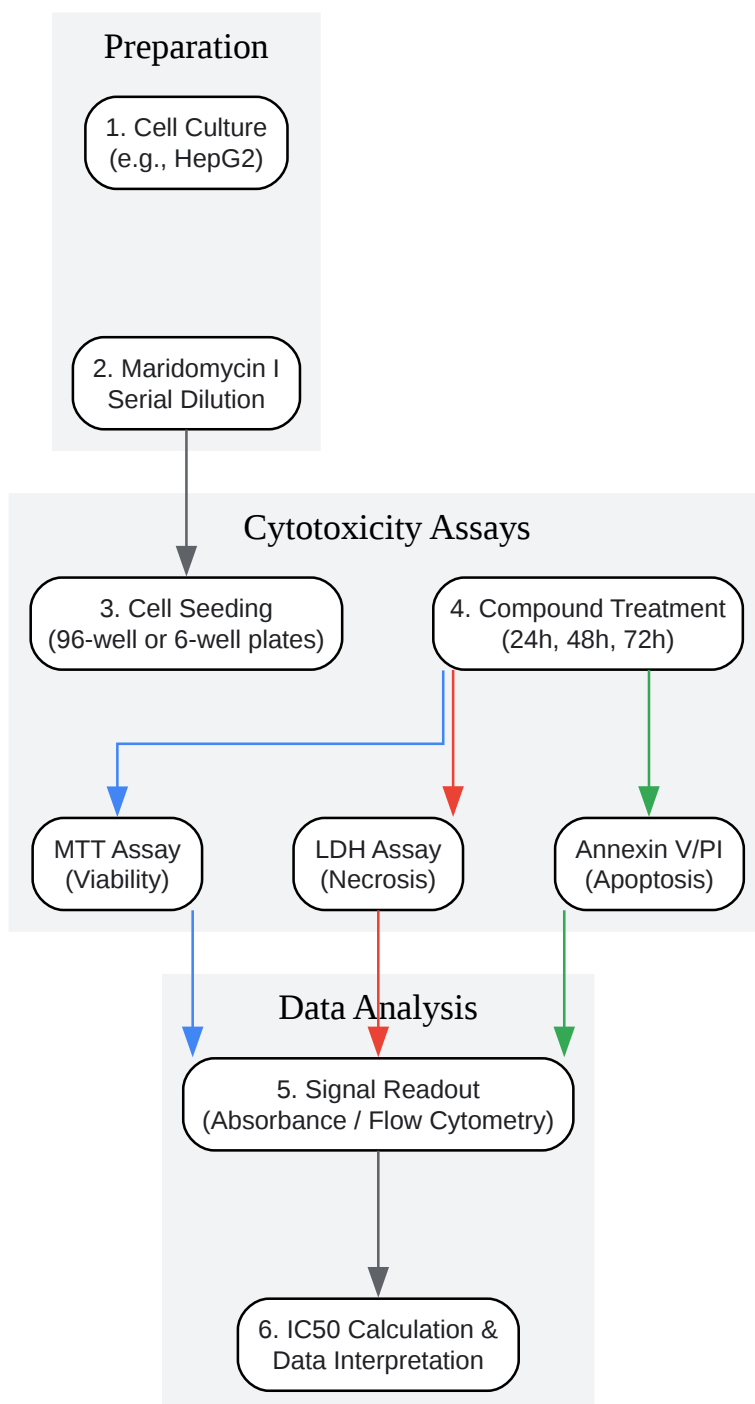 Preparation
1. Cell Culture
(e.g., HepG2)
2. Maridomycin I
Serial Dilution
Cytotoxicity Assays
3. Cell Seeding
(96-well or 6-well plates)
4. Compound Treatment
(24h, 48h, 72h)
MTT Assay
(Viability)
LDH Assay
(Necrosis)
Annexin V/PI
(Apoptosis)
Data Analysis
5. Signal Readout
(Absorbance / Flow Cytometry)
6. IC50 Calculation &
Data Interpretation